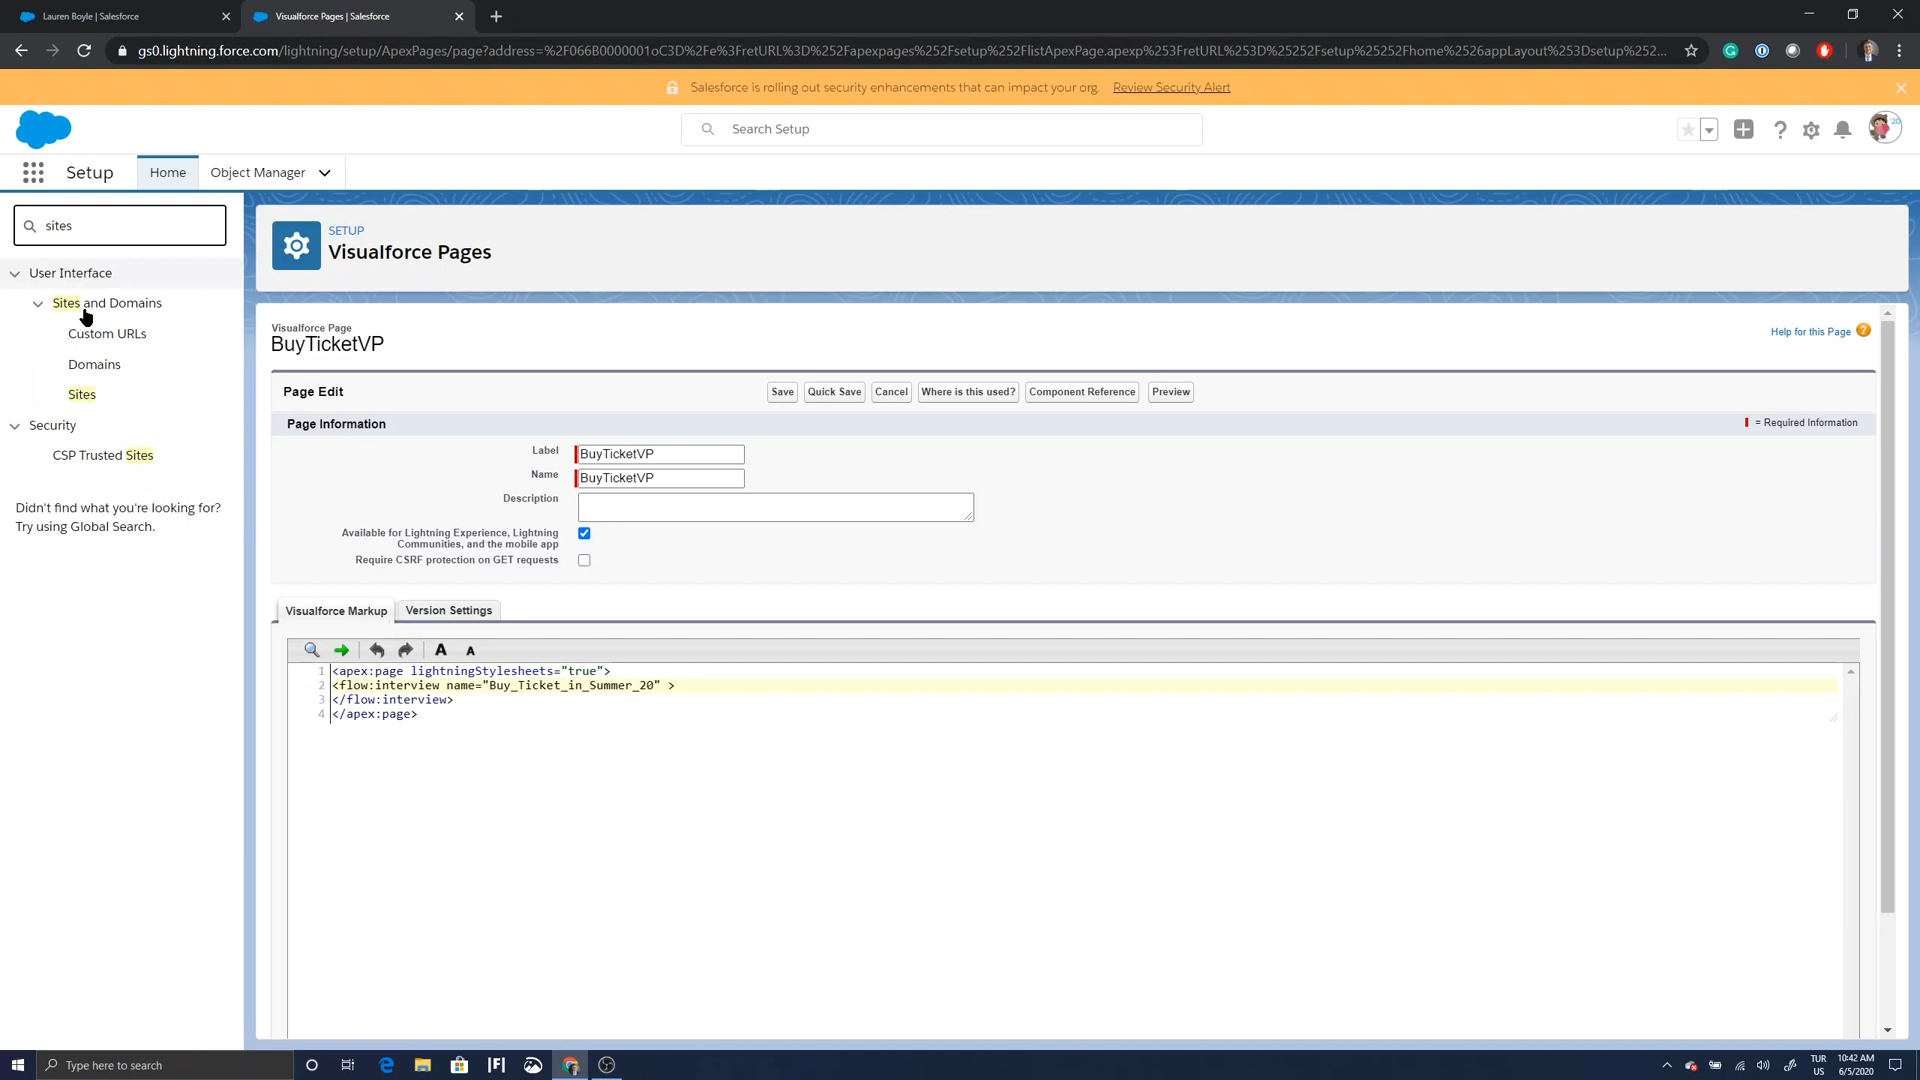 Lauren Boyle | Salesforce
Visualforce Pages | Salesforce
gs0.lightning.force.com/lightning/setup/ApexPages/page?address=%2F066B0000001oC3D%2Fe%3FretURL%3D%252Fapexpages%252Fsetup%252FlistApexPage.apexp%253FretURL%253D%25252Fsetup%25252Fhome%2526appLayout%253Dsetup%252...
Salesforce is rolling out security enhancements that can impact your org. Review Security Alert
Search Setup
20
Setup
Home
Object Manager
sites
User Interface
Sites and Domains
Custom URLs
Domains
Sites
Security
CSP Trusted Sites
Didn't find what you're looking for?
Try using Global Search.
SETUP
Visualforce Pages
Visualforce Page
BuyTicketVP
Help for this Page
Page Edit
Save
Quick Save
Cancel
Where is this used?
Component Reference
Preview
Page Information
= Required Information
Label
BuyTicketVP
Name
BuyTicketVP
Description
Available for Lightning Experience, Lightning
Communities, and the mobile app
Require CSRF protection on GET requests
Visualforce Markup
Version Settings
A A
1 <apex:page lightningStylesheets="true">
2 <flow:interview name="Buy_Ticket_in_Summer_20" >
3 </flow:interview>
4 </apex:page>
Type here to search
TUR
US
10:42 AM
6/5/2020